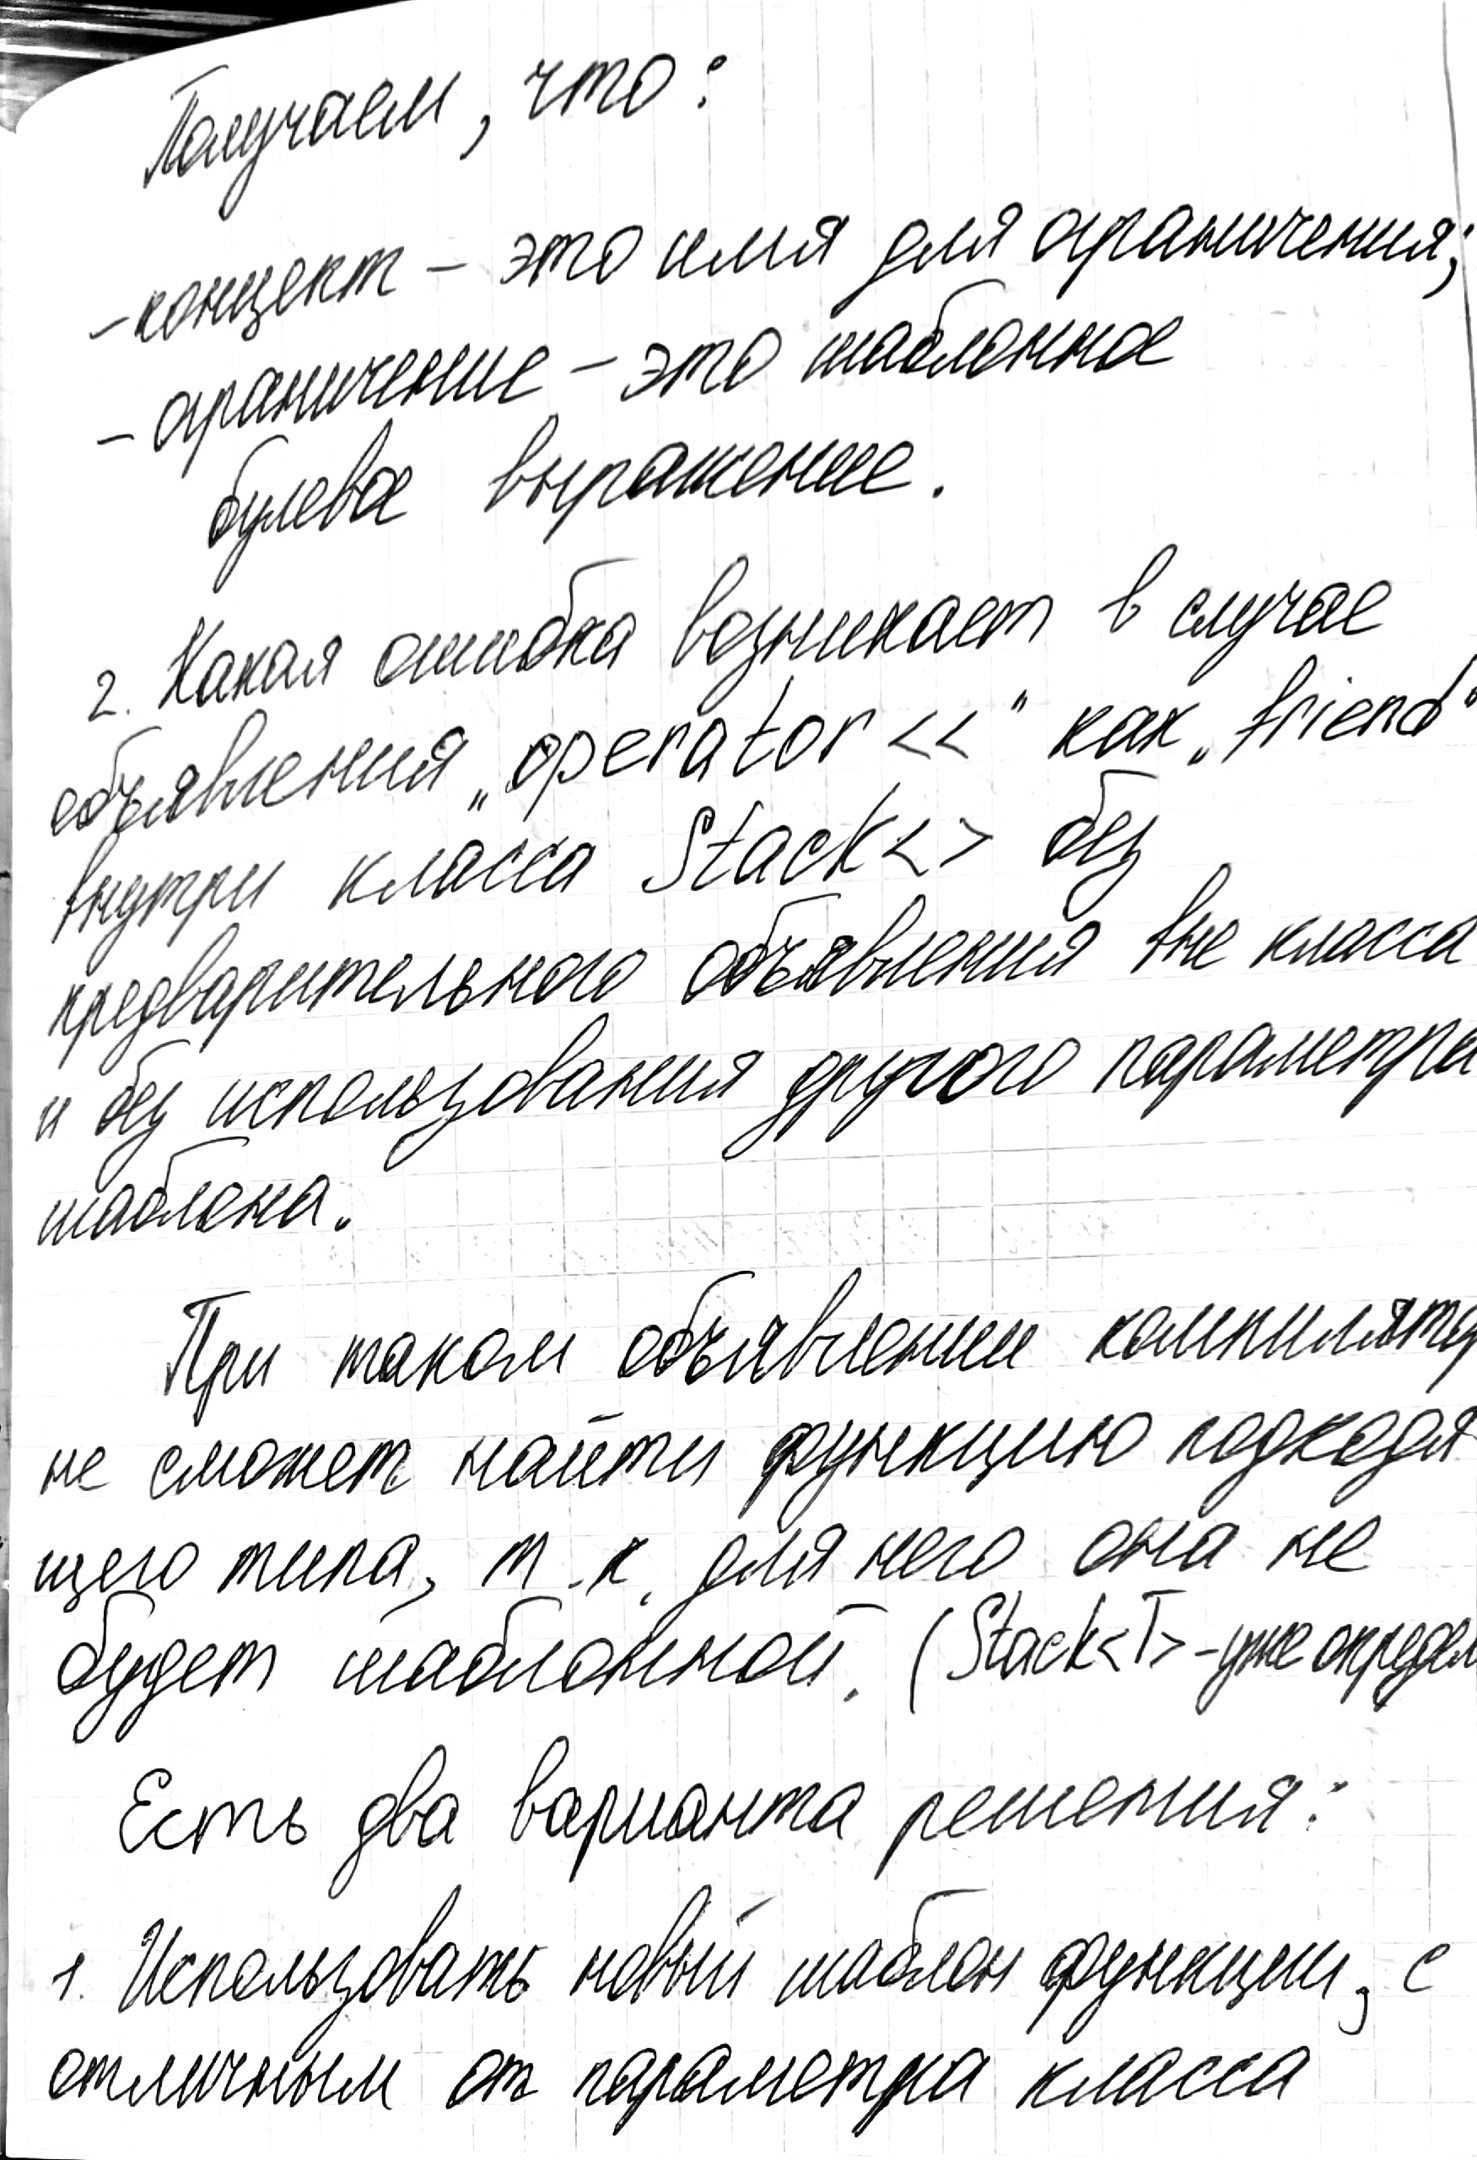 Получаем, что:
- концепт - это имя для ограничения;
- ограничение - это шаблонное
булевое выражение.
2. Какая ошибка возникает в случае
объявления „operator <<" как „friend"
внутри класса Stack<> без
предварительного объявления вне класса
и без использования другого параметра
шаблона.
При таком объявлении компилятор
не сможет найти функцию подходя-
щего типа, т.к. для него она не
будет шаблонной. (Stack<T> - уже определ
Есть два варианта решения:
1. Использовать новый шаблон функции, с
отличным от параметра класса